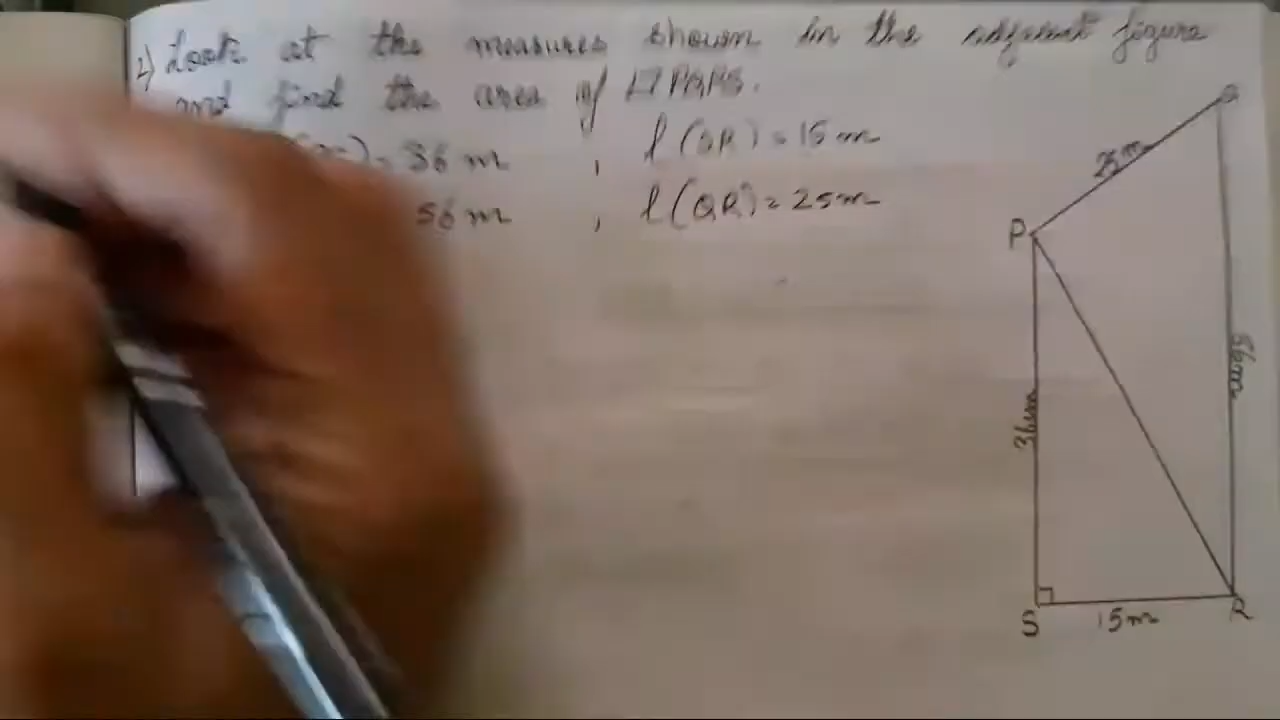 2) Look at the measures shown in the adjacent figure
and find the area of □PQRS.
) = 36 m , l(SR) = 15 m
56 m , l(QR) = 25m
Q
25m
P
56m
36m
S 15m R